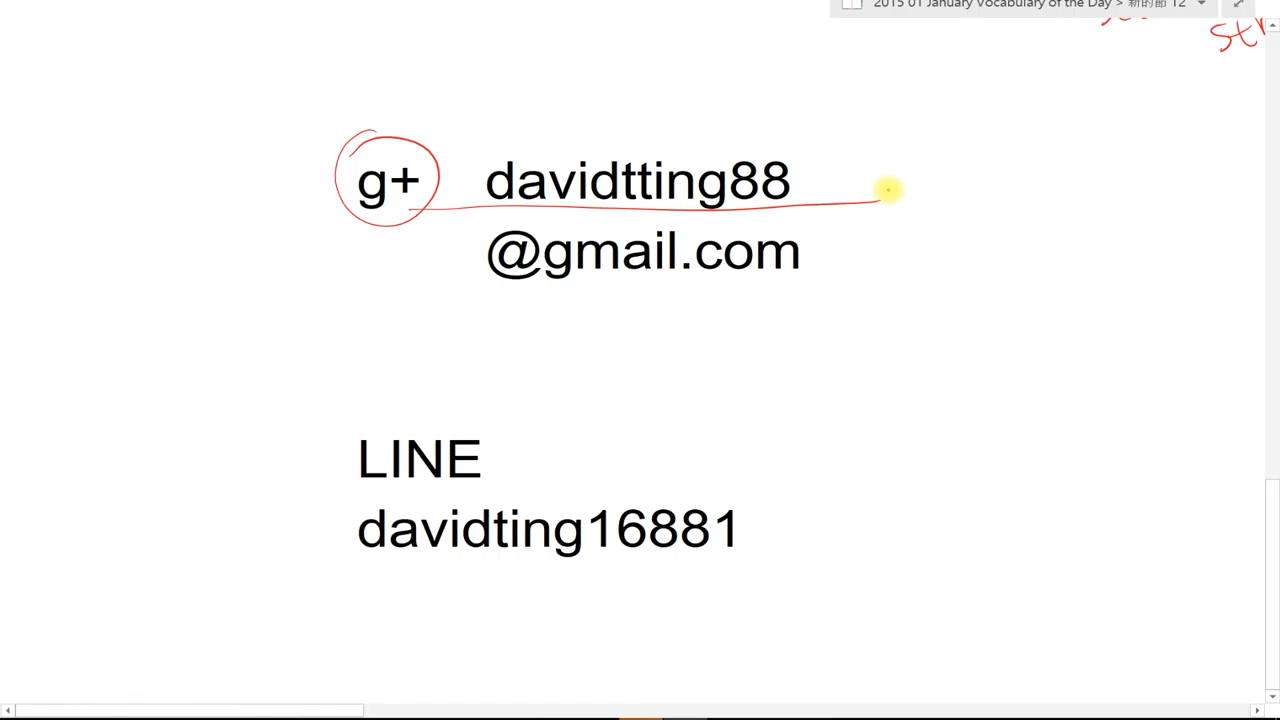 2015 01 January Vocabulary of the Day > 新的節 12
g+ davidtting88
@gmail.com
LINE
davidting16881